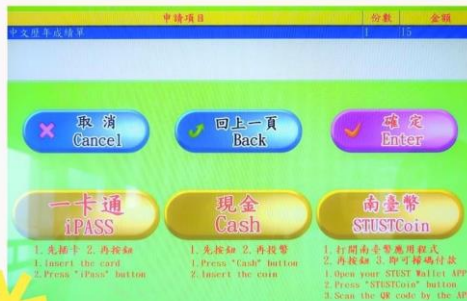 申請項目 份數 金額
中文歷年成績單 1 15
取消 回上一頁 確定
Cancel Back Enter
一卡通 現金 南臺幣
iPASS Cash STUSTCoin
1.先插卡 2.再按鈕 1.先按鈕 2.再投幣 1.打開南臺幣應用程式
1.Insert the card 1.Press "Cash" button 2.再按鈕 3.即可掃碼付款
2.Press "iPass" button 2.Insert the coin 1.Open your STUST Wallet APP
2.Press "STUSTCoin" button
3.Scan the QR code by the AP